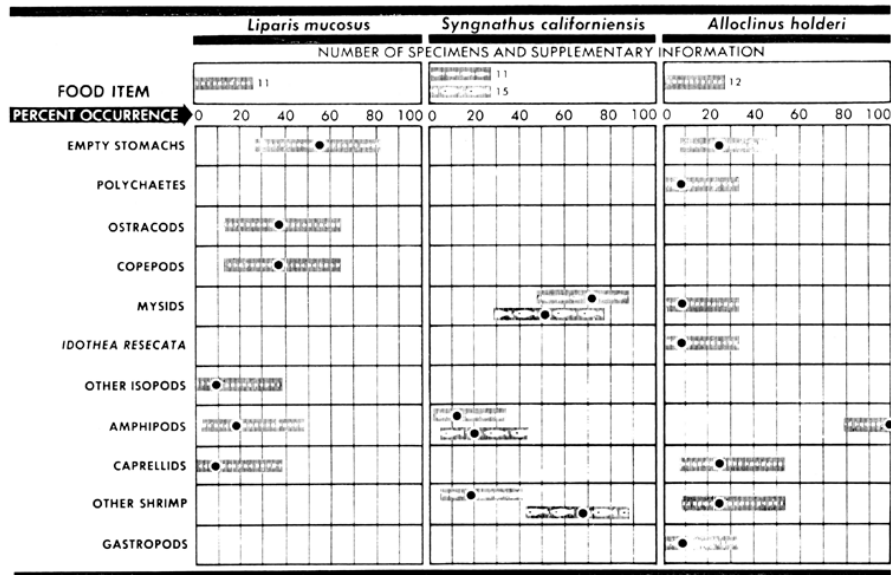 Liparis mucosus Syngnathus californiensis Alloclinus holderi
NUMBER OF SPECIMENS AND SUPPLEMENTARY INFORMATION
FOOD ITEM 11 11 12
15
PERCENT OCCURRENCE 0 20 40 60 80 100 0 20 40 60 80 100 0 20 40 60 80 100
EMPTY STOMACHS
POLYCHAETES
OSTRACODS
COPEPODS
MYSIDS
IDOTHEA RESECATA
OTHER ISOPODS
AMPHIPODS
CAPRELLIDS
OTHER SHRIMP
GASTROPODS